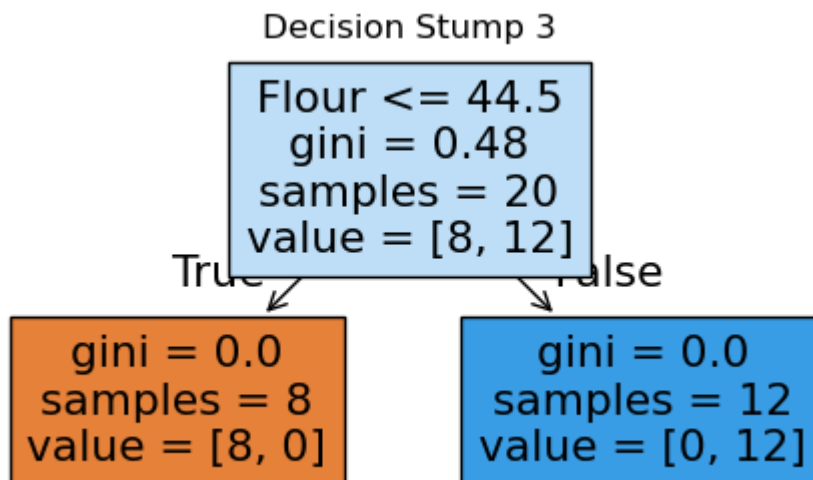 Decision Stump 3
Flour <= 44.5
gini = 0.48
samples = 20
value = [8, 12]
True
False
gini = 0.0
samples = 8
value = [8, 0]
gini = 0.0
samples = 12
value = [0, 12]